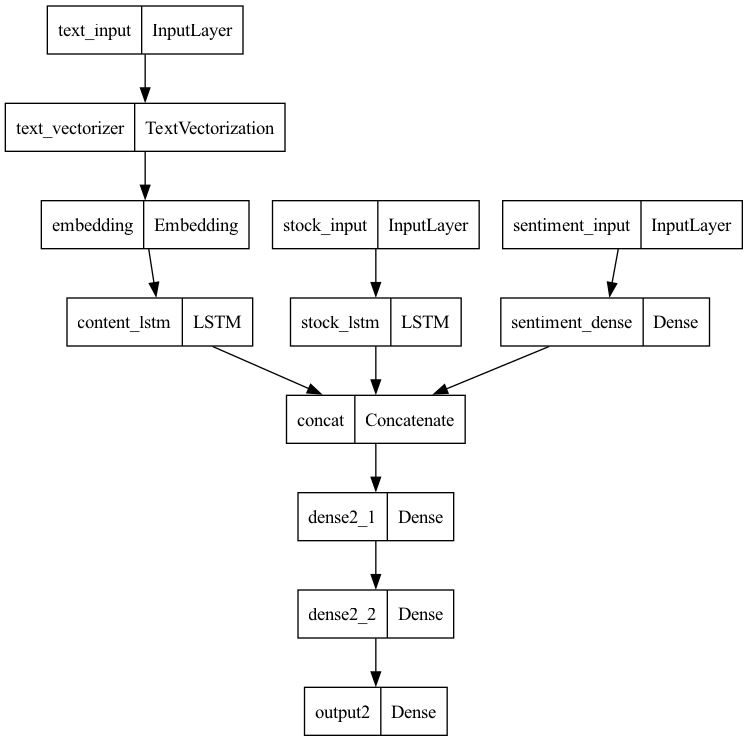 text_input InputLayer
text_vectorizer TextVectorization
embedding Embedding
stock_input InputLayer
sentiment_input InputLayer
content_lstm LSTM
stock_lstm LSTM
sentiment_dense Dense
concat Concatenate
dense2_1 Dense
dense2_2 Dense
output2 Dense